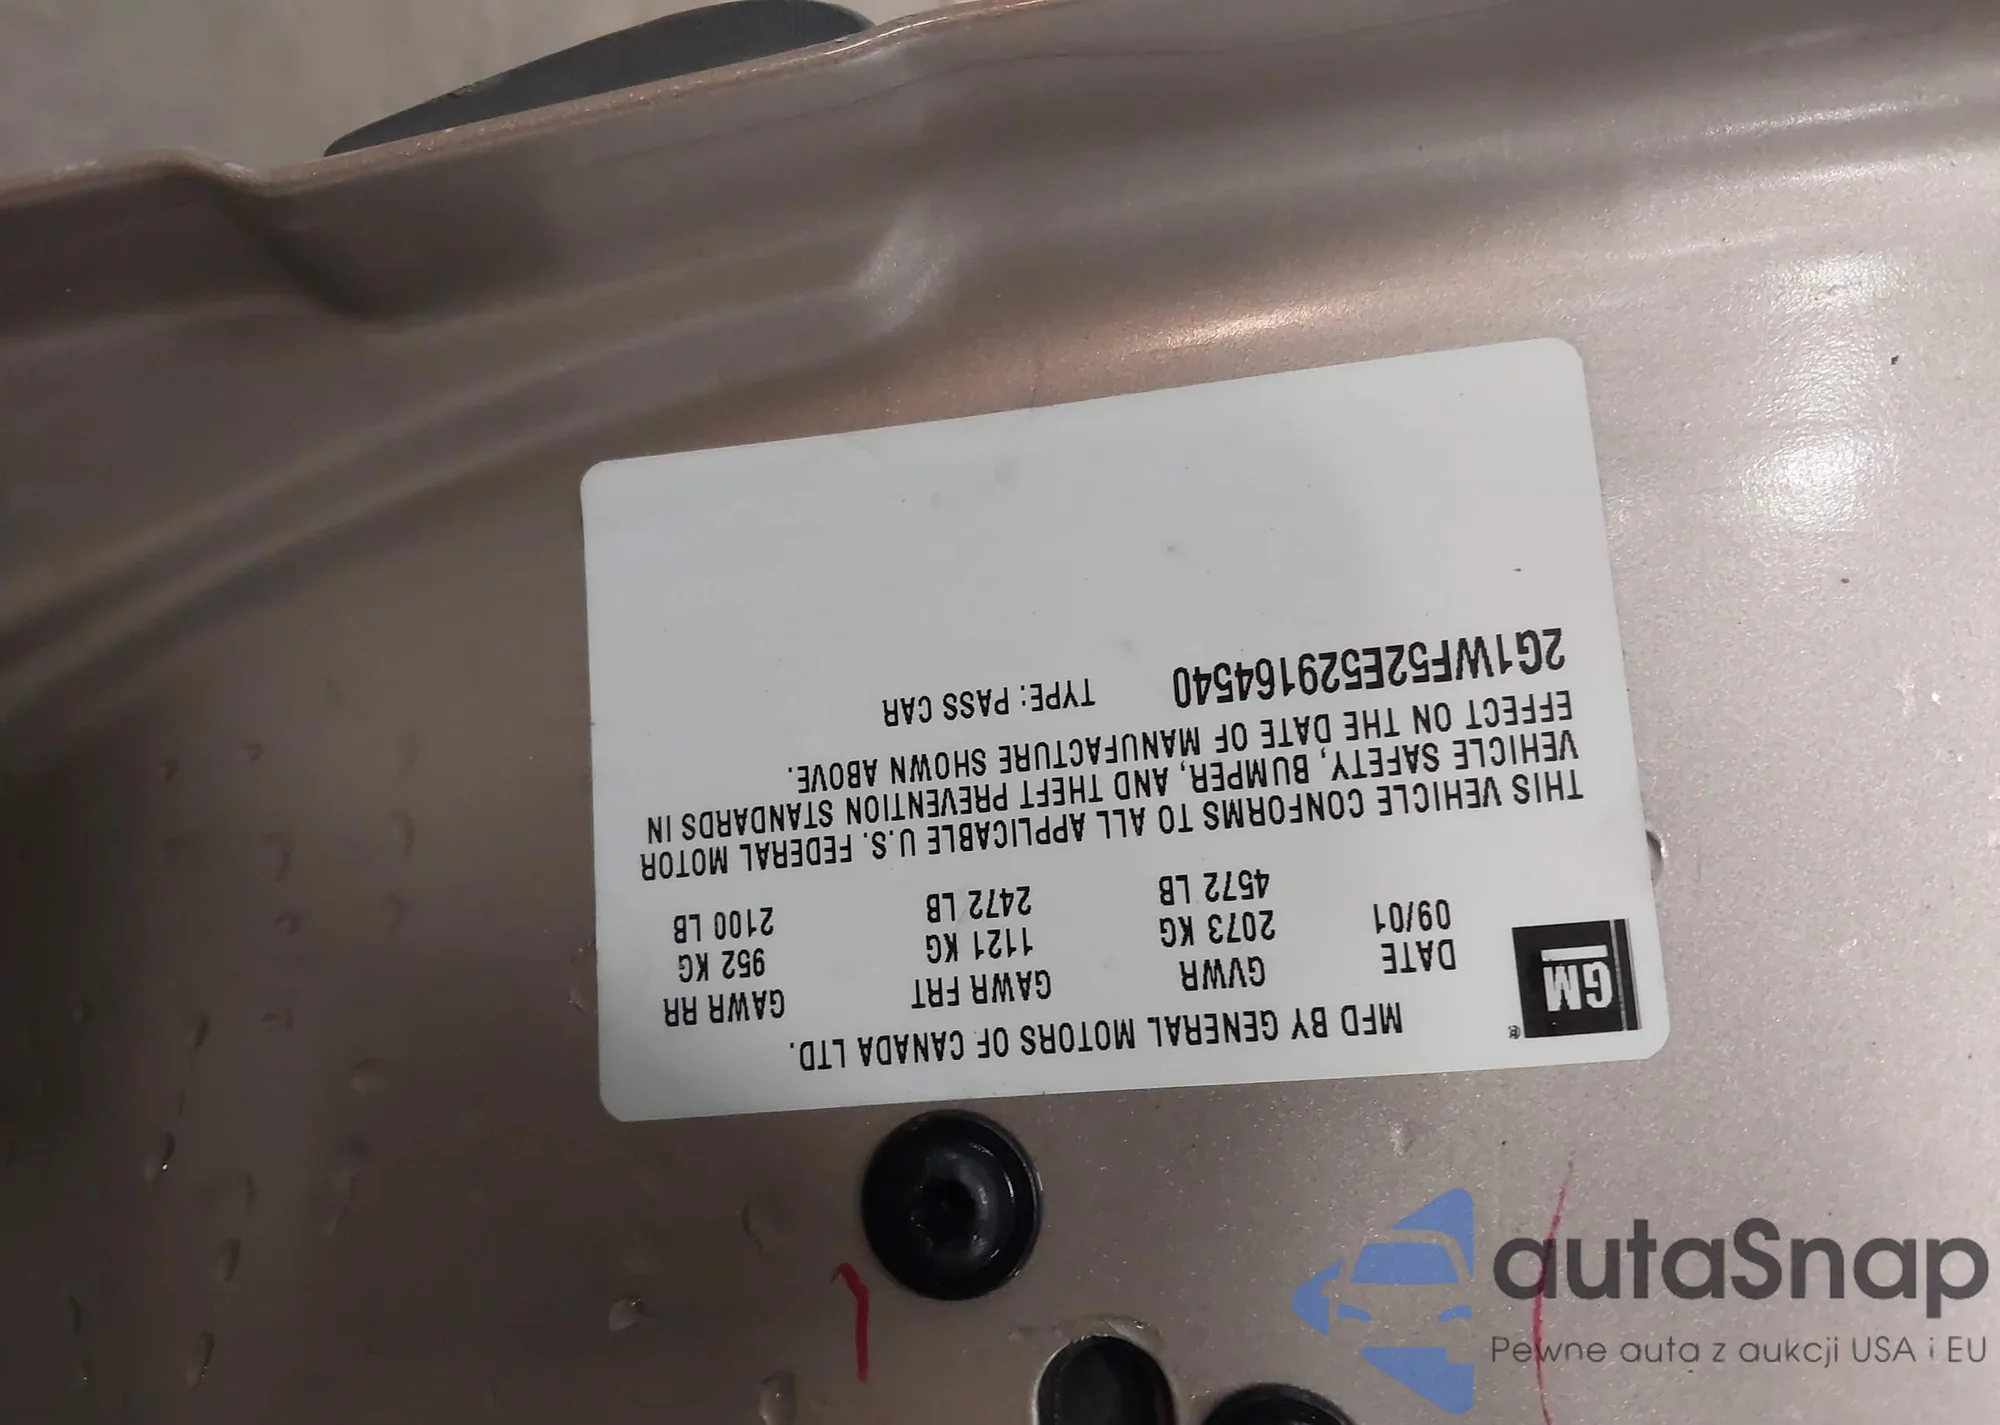 MFD BY GENERAL MOTORS OF CANADA LTD.
GM®
DATE GVWR GAWR FRT GAWR RR
09/01 2073 KG 1121 KG 952 KG
4572 LB 2472 LB 2100 LB
THIS VEHICLE CONFORMS TO ALL APPLICABLE U.S. FEDERAL MOTOR
VEHICLE SAFETY, BUMPER, AND THEFT PREVENTION STANDARDS IN
EFFECT ON THE DATE OF MANUFACTURE SHOWN ABOVE.
2G1WF52E529164540 TYPE: PASS CAR
autaSnap
Pewne auta z aukcji USA i EU